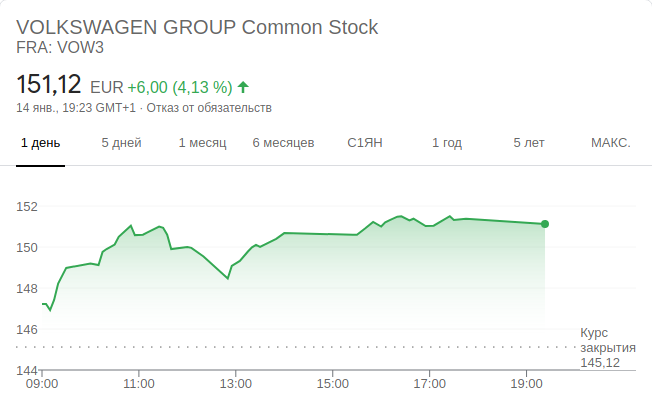 VOLKSWAGEN GROUP Common Stock
FRA: VOW3
151,12 EUR +6,00 (4,13 %)
14 янв., 19:23 GMT+1 · Отказ от обязательств
1 день 5 дней 1 месяц 6 месяцев С1ЯН 1 год 5 лет МАКС.
152
150
148
146
Курс
закрытия
145,12
144
09:00 11:00 13:00 15:00 17:00 19:00